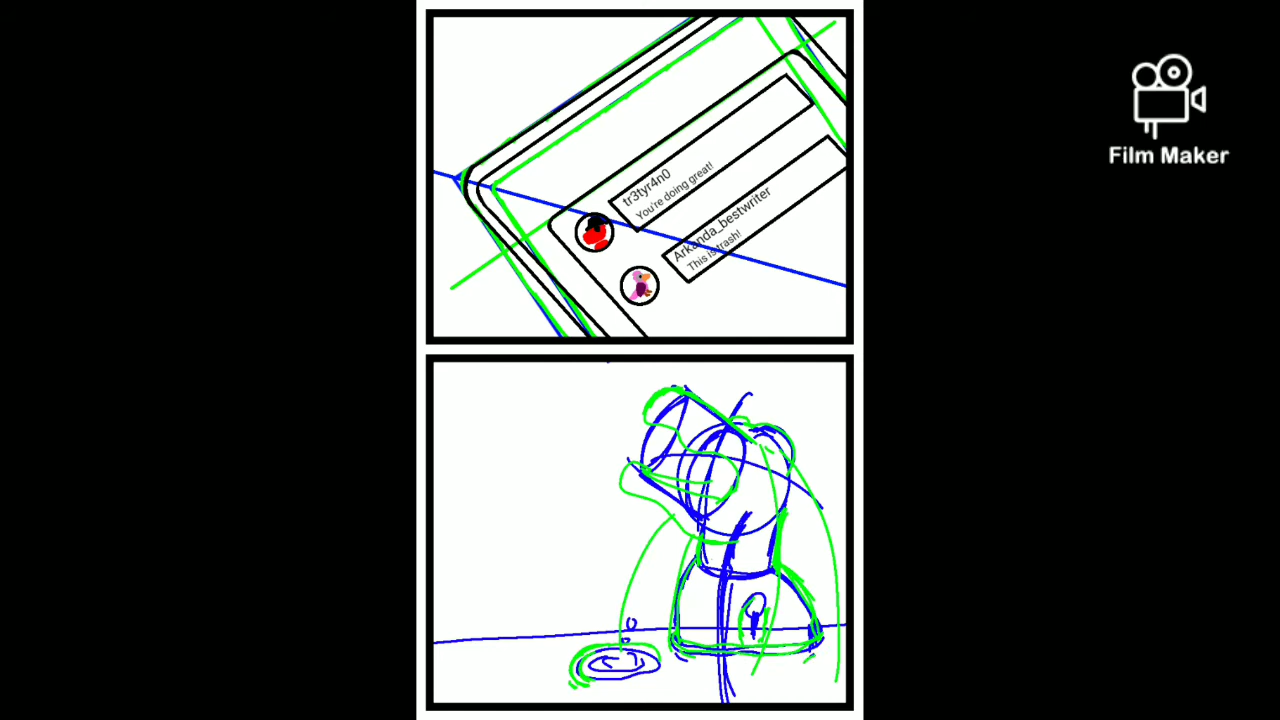 Film Maker
tr3tyr4n0
You're doing great!
Arkanda_bestwriter
This is trash!